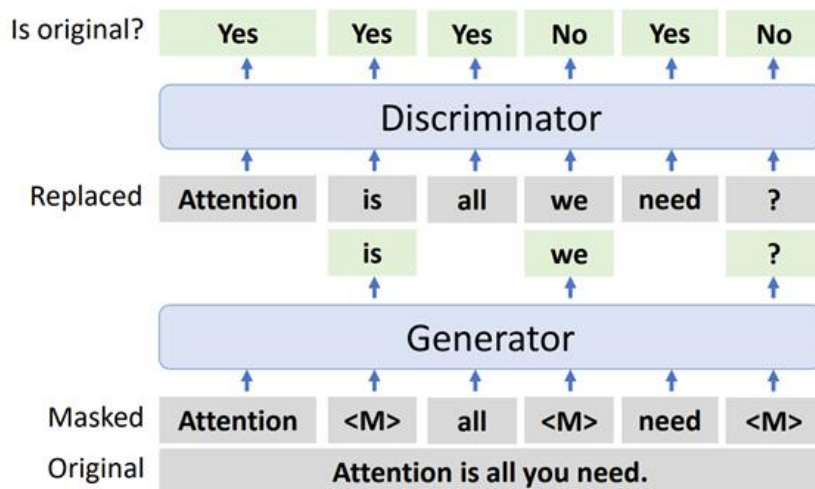 Is original? Yes Yes Yes No Yes No
Discriminator
Replaced Attention is all we need ?
is we ?
Generator
Masked Attention <M> all <M> need <M>
Original Attention is all you need.